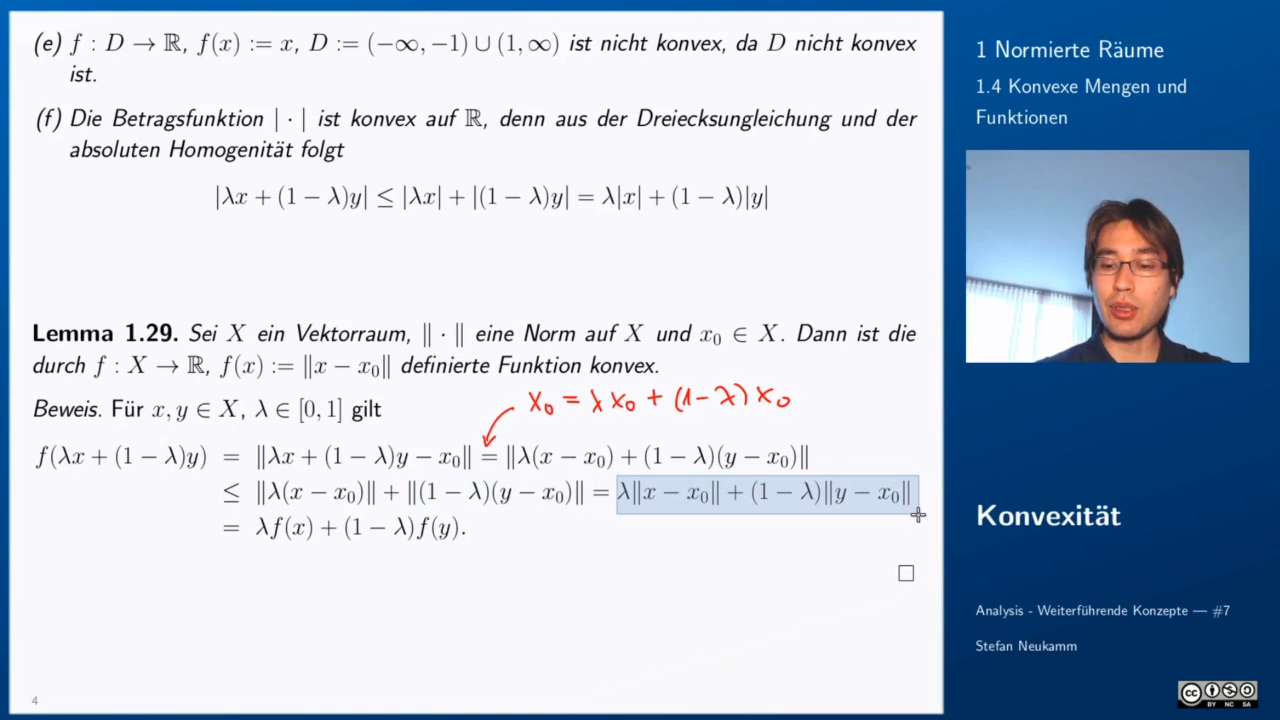 (e) f : D → ℝ, f(x) := x, D := (−∞, −1) ∪ (1, ∞) ist nicht konvex, da D nicht konvex
ist.
(f) Die Betragsfunktion | · | ist konvex auf ℝ, denn aus der Dreiecksungleichung und der
absoluten Homogenität folgt
|λx + (1 − λ)y| ≤ |λx| + |(1 − λ)y| = λ|x| + (1 − λ)|y|
Lemma 1.29. Sei X ein Vektorraum, ‖ · ‖ eine Norm auf X und x₀ ∈ X. Dann ist die
durch f : X → ℝ, f(x) := ‖x − x₀‖ definierte Funktion konvex.
x₀ = λ x₀ + (1−λ) x₀
Beweis. Für x, y ∈ X, λ ∈ [0, 1] gilt
f(λx + (1 − λ)y) = ‖λx + (1 − λ)y − x₀‖ = ‖λ(x − x₀) + (1 − λ)(y − x₀)‖
≤ ‖λ(x − x₀)‖ + ‖(1 − λ)(y − x₀)‖ = λ‖x − x₀‖ + (1 − λ)‖y − x₀‖
= λf(x) + (1 − λ)f(y).
□
4
1 Normierte Räume
1.4 Konvexe Mengen und
Funktionen
Konvexität
Analysis - Weiterführende Konzepte — #7
Stefan Neukamm
cc
BY NC SA